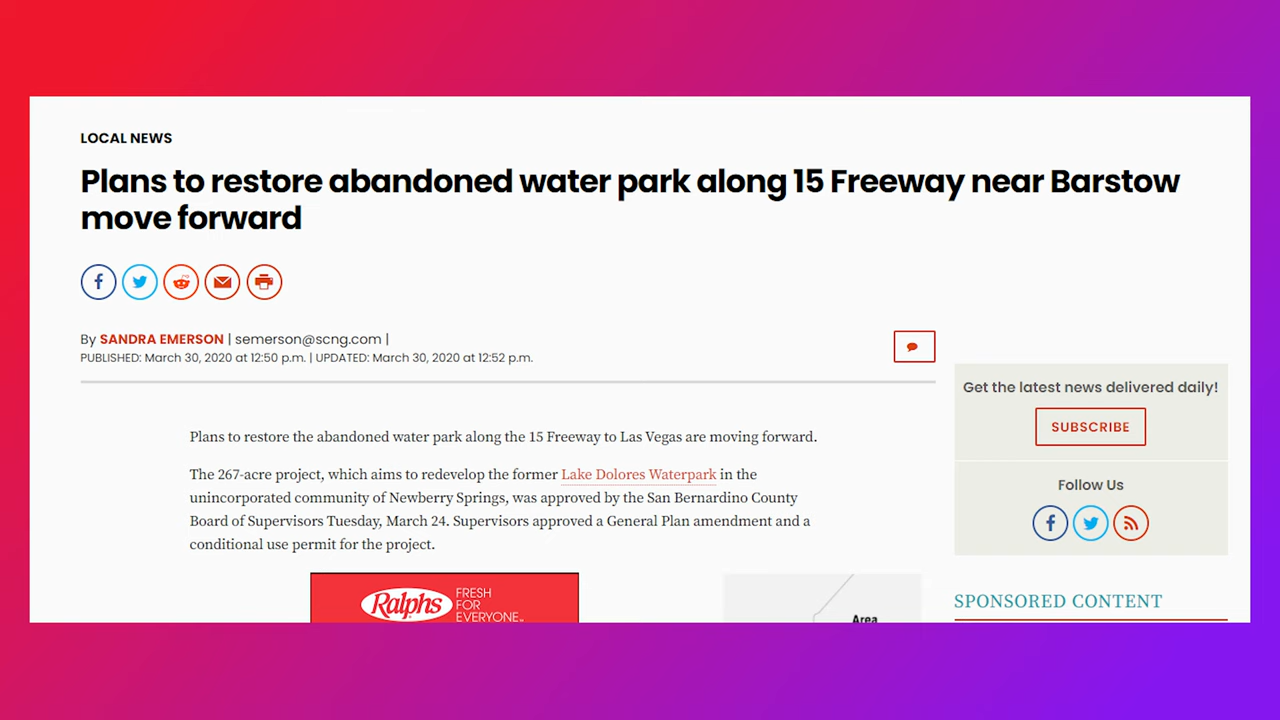 LOCAL NEWS
Plans to restore abandoned water park along 15 Freeway near Barstow
move forward
By SANDRA EMERSON | semerson@scng.com |
PUBLISHED: March 30, 2020 at 12:50 p.m. | UPDATED: March 30, 2020 at 12:52 p.m.
Get the latest news delivered daily!
SUBSCRIBE
Follow Us
Plans to restore the abandoned water park along the 15 Freeway to Las Vegas are moving forward.
The 267-acre project, which aims to redevelop the former Lake Dolores Waterpark in the
unincorporated community of Newberry Springs, was approved by the San Bernardino County
Board of Supervisors Tuesday, March 24. Supervisors approved a General Plan amendment and a
conditional use permit for the project.
Ralphs
FRESH
FOR
EVERYONE™
Area
SPONSORED CONTENT